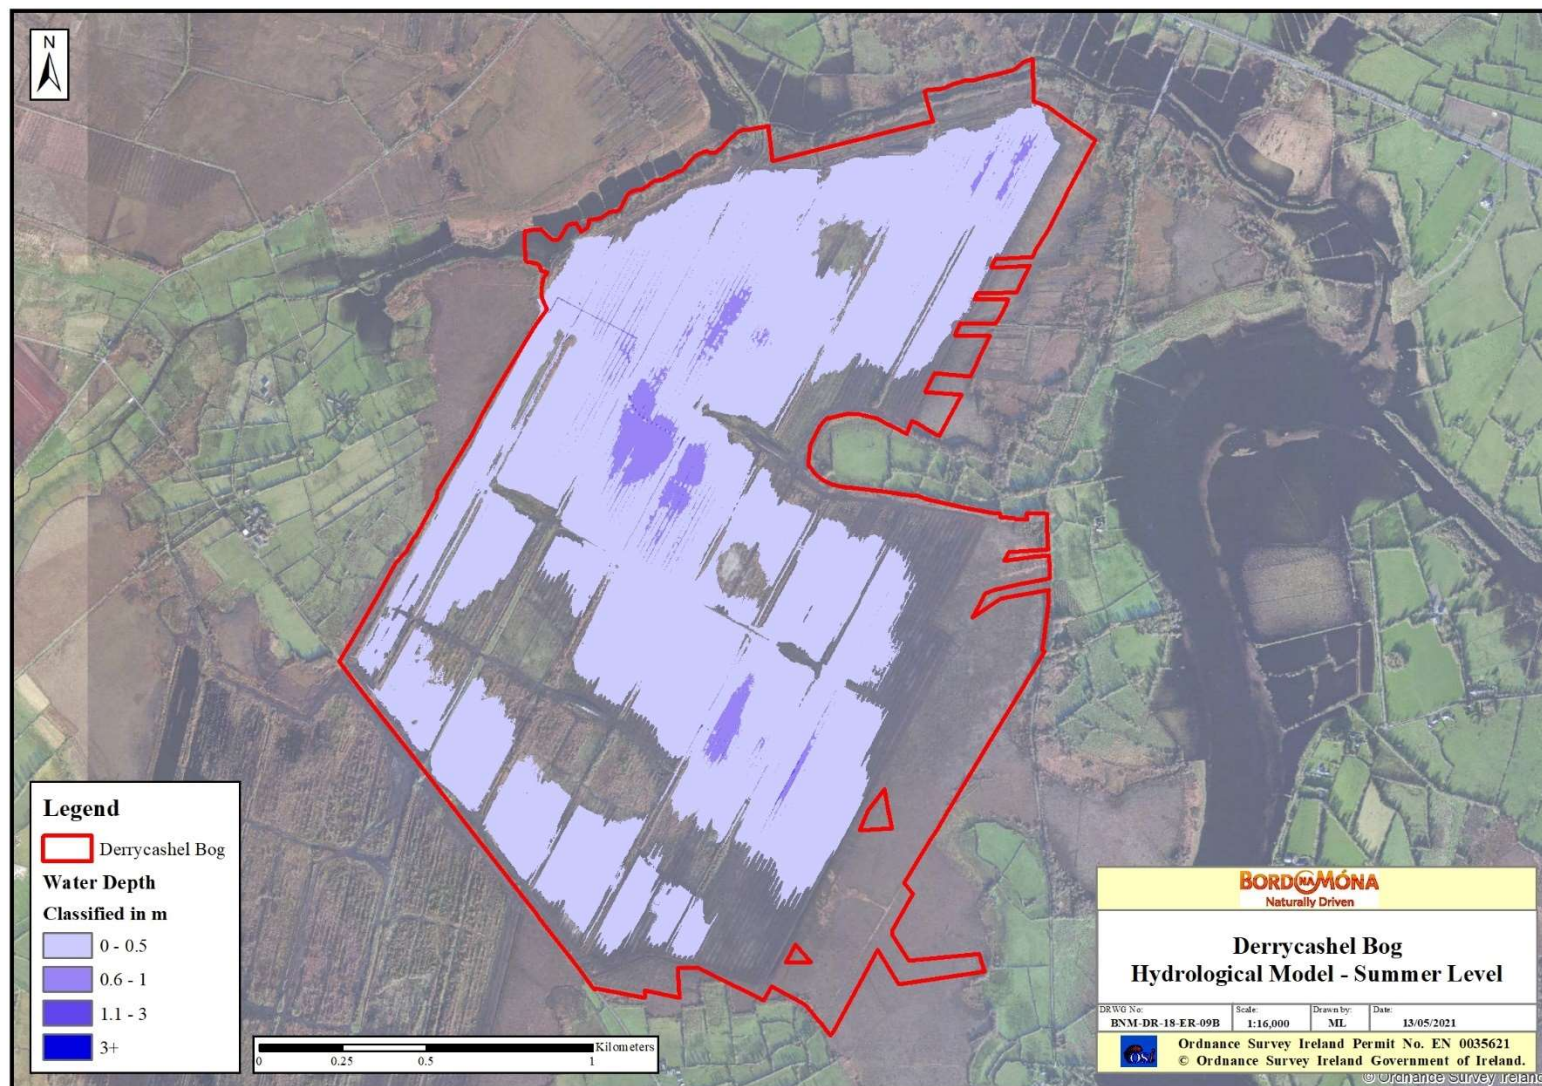 N
Legend
Derrycashel Bog
Water Depth
Classified in m
0 - 0.5
0.6 - 1
1.1 - 3
3+
Kilometers
0 0.25 0.5 1
BORD NA MÓNA
Naturally Driven
Derrycashel Bog
Hydrological Model - Summer Level
DRWG No: Scale: Drawn by: Date:
BNM-DR-18-ER-09B 1:16,000 ML 13/05/2021
OSi
Ordnance Survey Ireland Permit No. EN 0035621
© Ordnance Survey Ireland Government of Ireland.
© Ordnance Survey Ireland